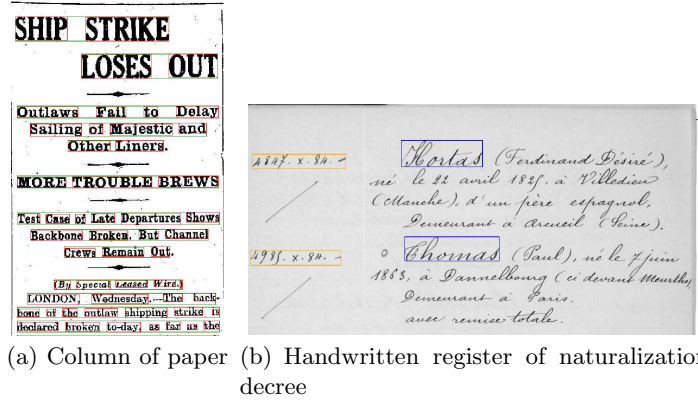 SHIP STRIKE
LOSES OUT
Outlaws Fail to Delay
Sailing of Majestic and
Other Liners.
MORE TROUBLE BREWS
Test Case of Late Departures Shows
Backbone Broken, But Channel
Crews Remain Out.
(By Special Leased Wire.)
LONDON, Wednesday.—The back-
bone of the outlaw shipping strike is
declared broken to-day, as far as the
(a) Column of paper
4847. x. 84. –
Hortas (Ferdinand Désiré),
né le 22 avril 1825. à Villedieu
(Manche), d'un père espagnol,
Demeurant à Arcueil (Seine).
4985. x. 84. –
Thomas (Paul), né le 7 juin
1863, à Dannelbourg (ci devant Meurthe)
Demeurant à Paris.
avec remise totale.
(b) Handwritten register of naturalization
decree